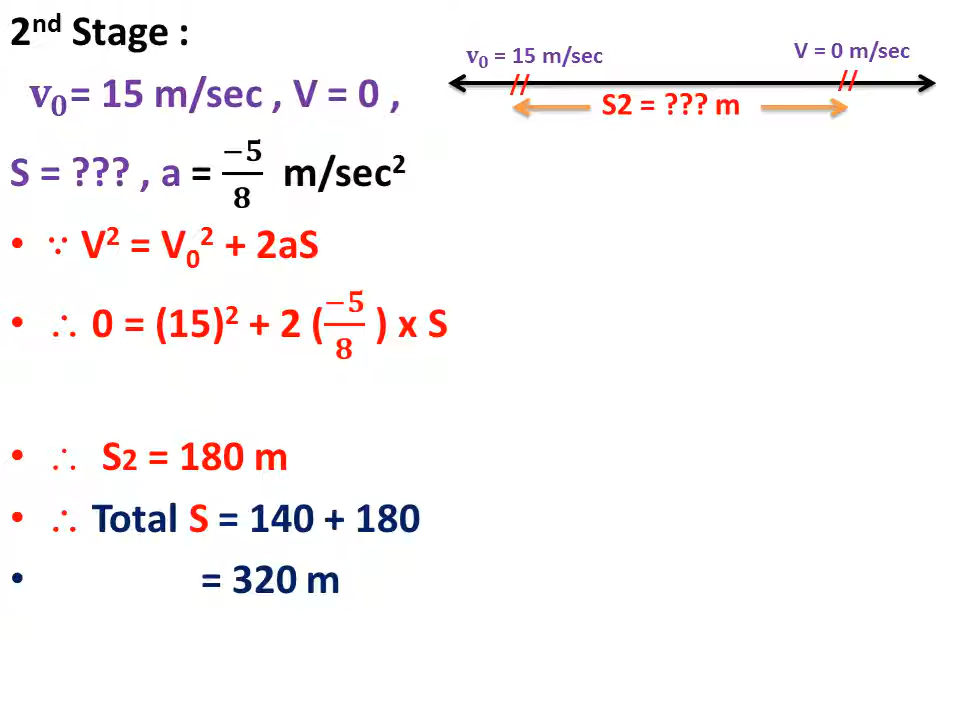 2nd Stage :
v₀ = 15 m/sec
V = 0 m/sec
S2 = ??? m
v₀ = 15 m/sec , V = 0 ,
S = ??? , a = −5/8 m/sec²
• ∵ V² = V₀² + 2aS
• ∴ 0 = (15)² + 2 (−5/8 ) x S
• ∴ S2 = 180 m
• ∴ Total S = 140 + 180
• = 320 m